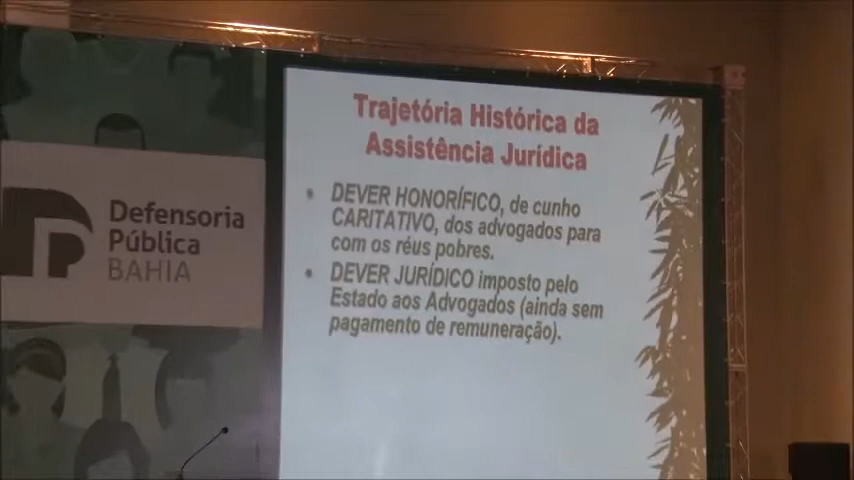 Defensoria
Pública
BAHIA
Trajetória Histórica da
Assistência Jurídica
• DEVER HONORÍFICO, de cunho
CARITATIVO, dos advogados para
com os réus pobres.
• DEVER JURÍDICO imposto pelo
Estado aos Advogados (ainda sem
pagamento de remuneração).